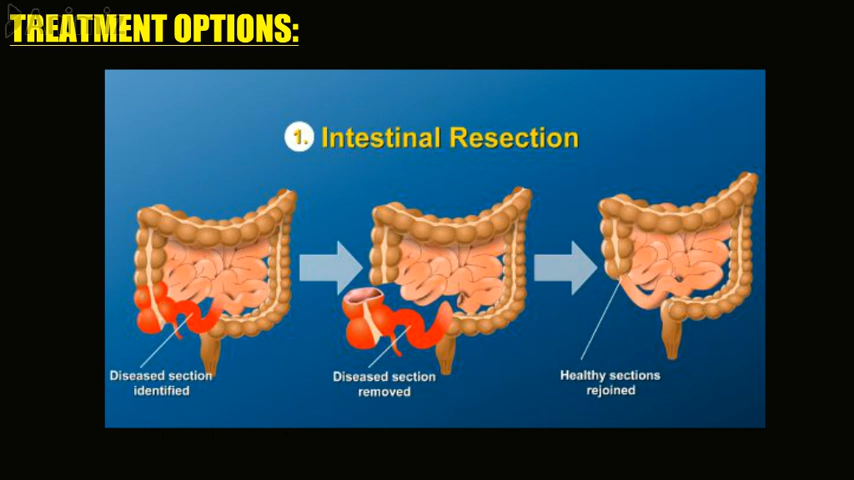 TREATMENT OPTIONS:
1. Intestinal Resection
Diseased section
identified
Diseased section
removed
Healthy sections
rejoined